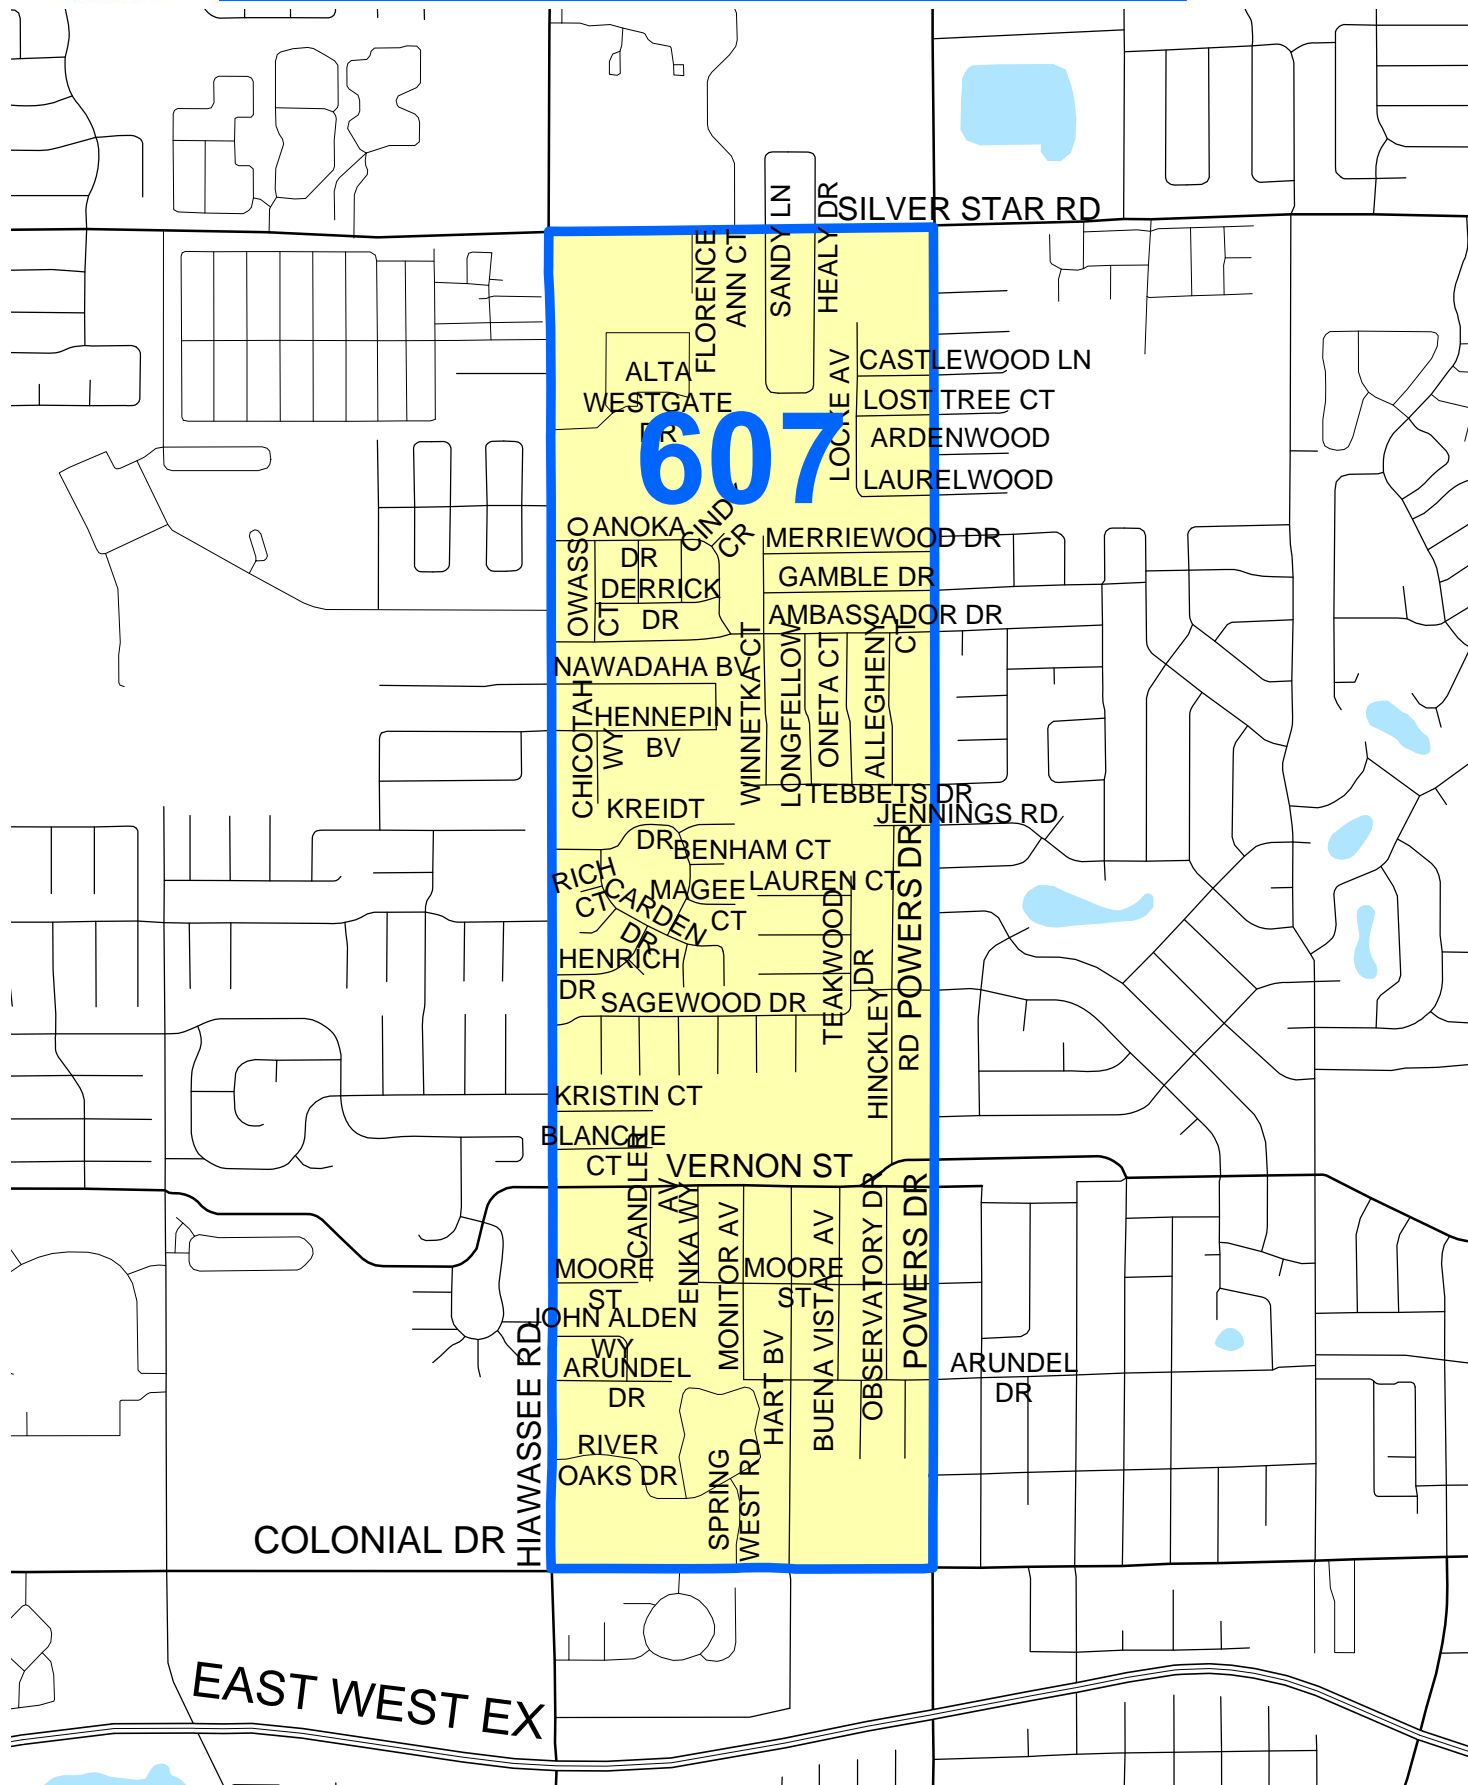 SILVER STAR RD
FLORENCE
ANN CT
SANDY LN
HEALY DR
ALTA
WESTGATE
DR
607
LOCKE AV
CASTLEWOOD LN
LOST TREE CT
ARDENWOOD
LAURELWOOD
OWASSO
CT
ANOKA
DR
CINDY
CR
DERRICK
DR
MERRIEWOOD DR
GAMBLE DR
AMBASSADOR DR
NAWADAHA BV
CHICOTAH
WY
HENNEPIN
BV
WINNETKA CT
LONGFELLOW
ONETA CT
ALLEGHENY
CT
TEBBETS DR
JENNINGS RD
KREIDT
DR
BENHAM CT
RICH
CT
CARDEN
DR
MAGEE
CT
LAUREN CT
TEAKWOOD
DR
HINCKLEY
RD
POWERS DR
HENRICH
DR
SAGEWOOD DR
KRISTIN CT
BLANCHE
CT
CANDLER
AV
VERNON ST
ENKA WY
MONITOR AV
MOORE
ST
MOORE
ST
HART BV
BUENA VISTA AV
OBSERVATORY DR
POWERS DR
JOHN ALDEN
WY
ARUNDEL
DR
ARUNDEL
DR
RIVER
OAKS DR
SPRING
WEST RD
HIAWASSEE RD
COLONIAL DR
EAST WEST EX